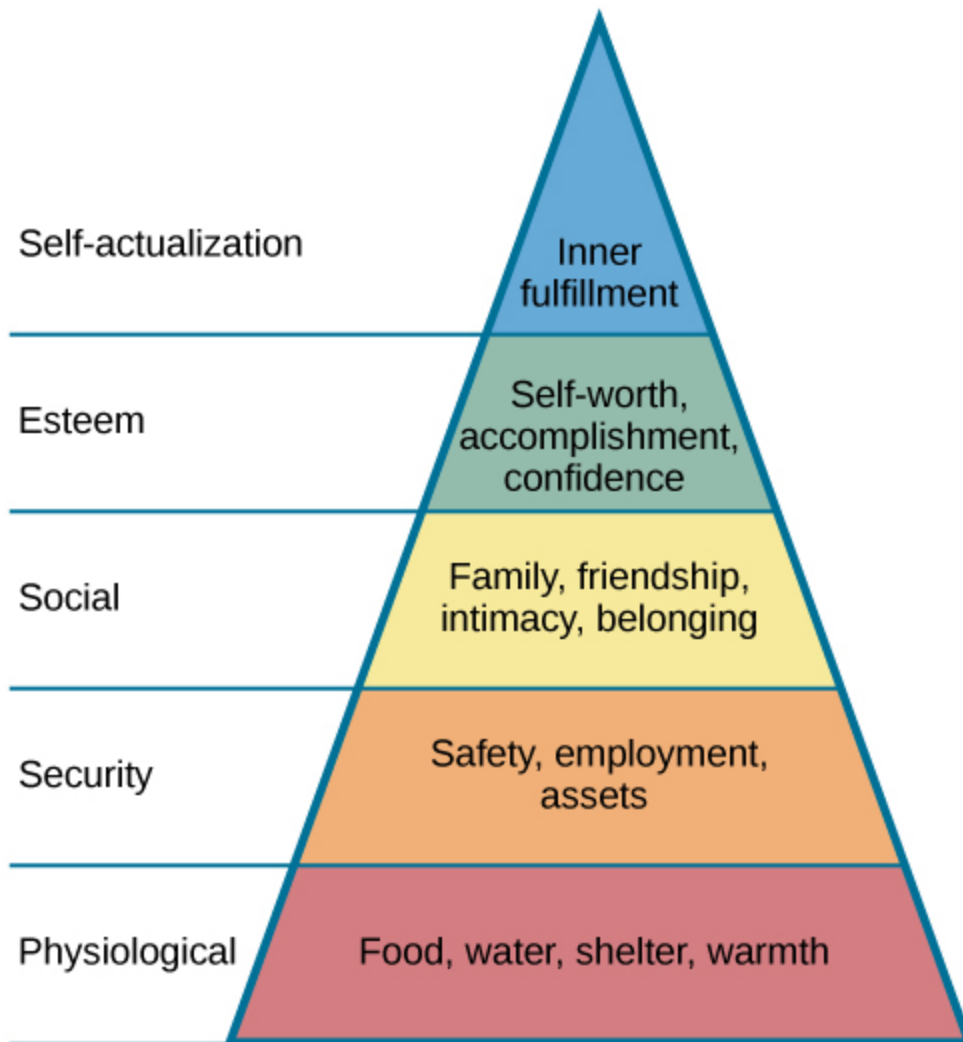 Self-actualization
Inner
fulfillment
Esteem
Self-worth,
accomplishment,
confidence
Social
Family, friendship,
intimacy, belonging
Security
Safety, employment,
assets
Physiological
Food, water, shelter, warmth